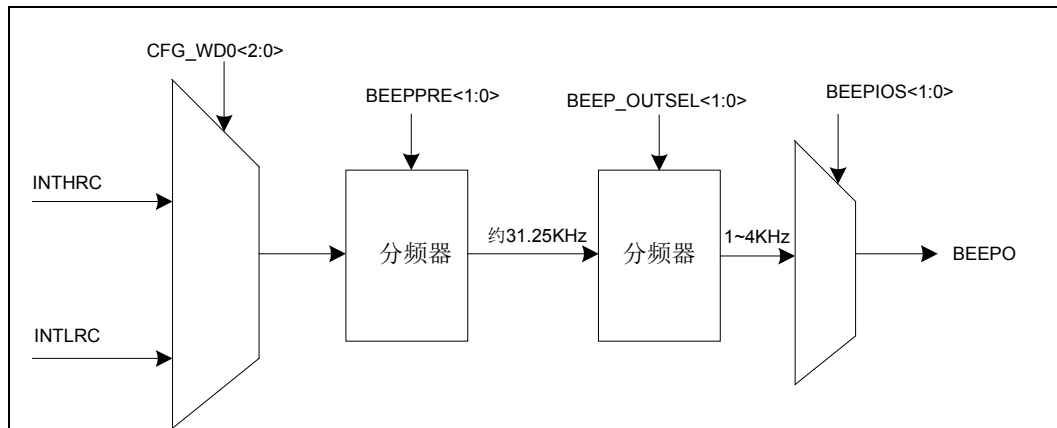 CFG_WD0<2:0>
BEEPPRE<1:0>
BEEP_OUTSEL<1:0>
BEEPIOS<1:0>
INTHRC
分频器
约31.25KHz
分频器
1~4KHz
BEEPO
INTLRC